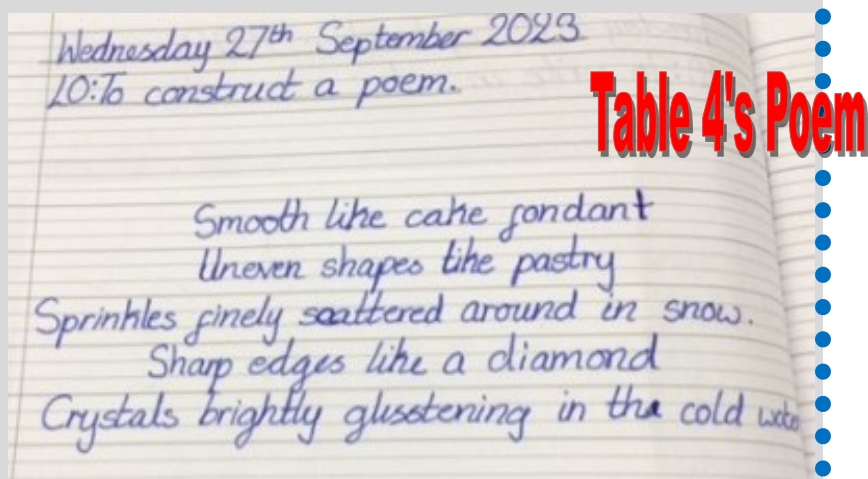 Wednesday 27th September 2023
LO:To construct a poem.
Table 4's Poem
Smooth like cake fondant
Uneven shapes like pastry
Sprinkles finely scattered around in snow.
Sharp edges like a diamond
Crystals brightly glisstening in the cold